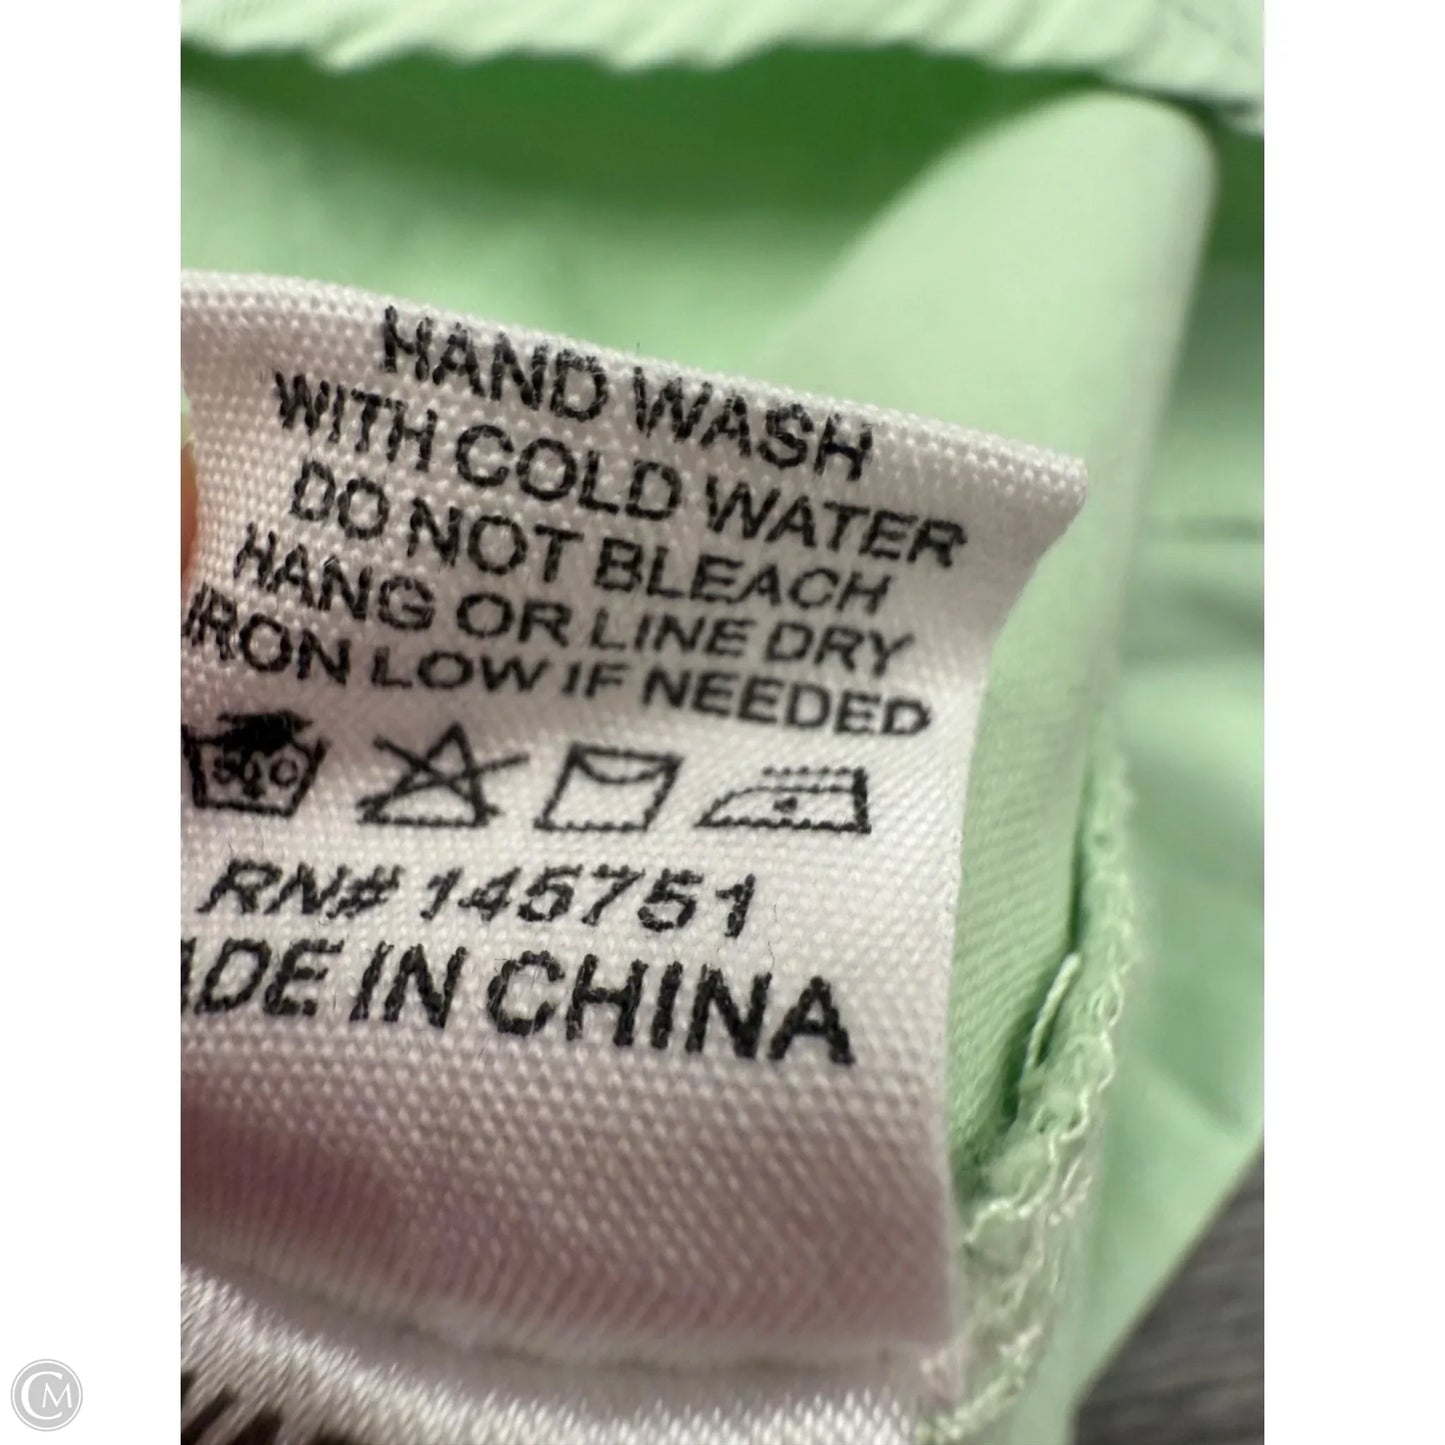 HAND WASH
WITH COLD WATER
DO NOT BLEACH
HANG OR LINE DRY
IRON LOW IF NEEDED
RN# 145751
ADE IN CHINA
CM